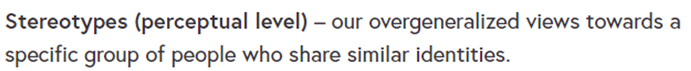 Stereotypes (perceptual level) – our overgeneralized views towards a
specific group of people who share similar identities.